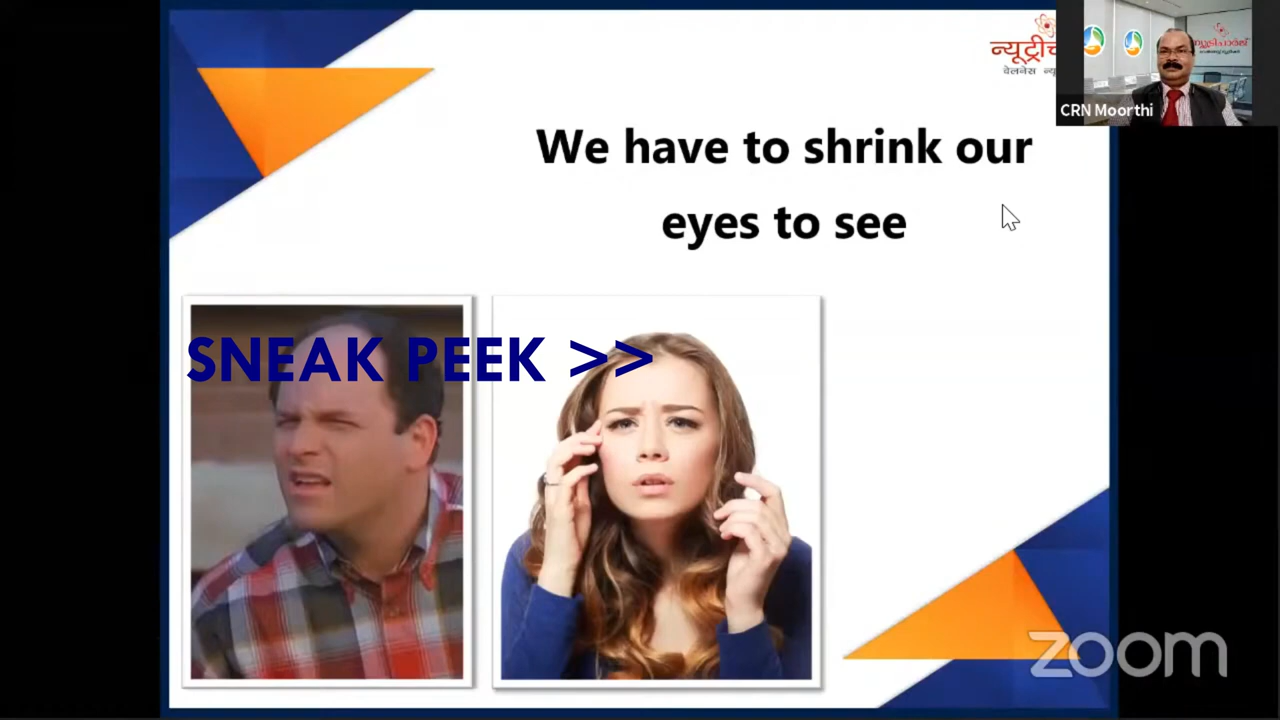 We have to shrink our
eyes to see
SNEAK PEEK >>
CRN Moorthi
zoom